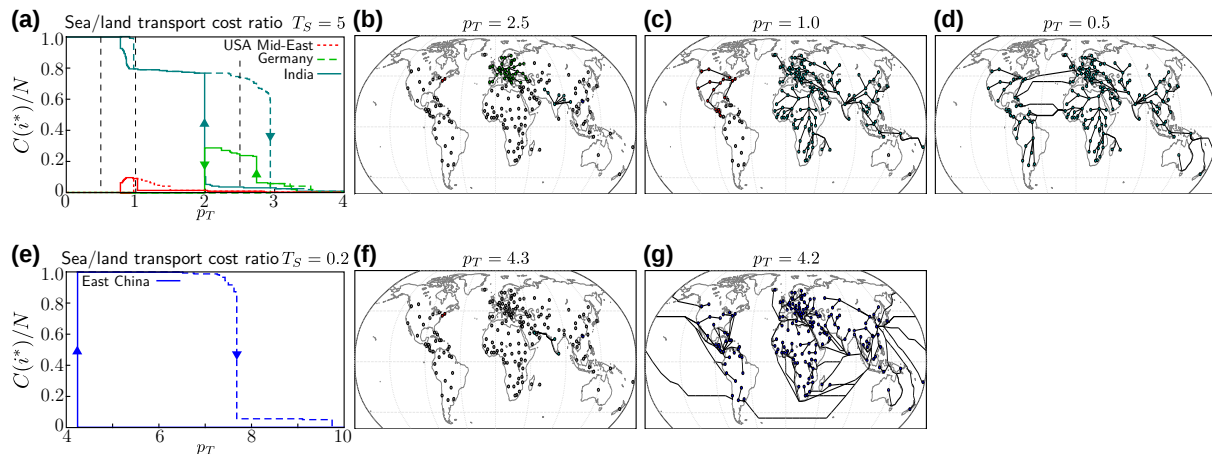 (a) Sea/land transport cost ratio T_S = 5
C(i*)/N
1.0
0.8
0.6
0.4
0.2
0
0 1 2 3 4
p_T
USA Mid-East
Germany
India
(b) p_T = 2.5
(c) p_T = 1.0
(d) p_T = 0.5
(e) Sea/land transport cost ratio T_S = 0.2
C(i*)/N
1.0
0.8
0.6
0.4
0.2
0
4 6 8 10
p_T
East China
(f) p_T = 4.3
(g) p_T = 4.2